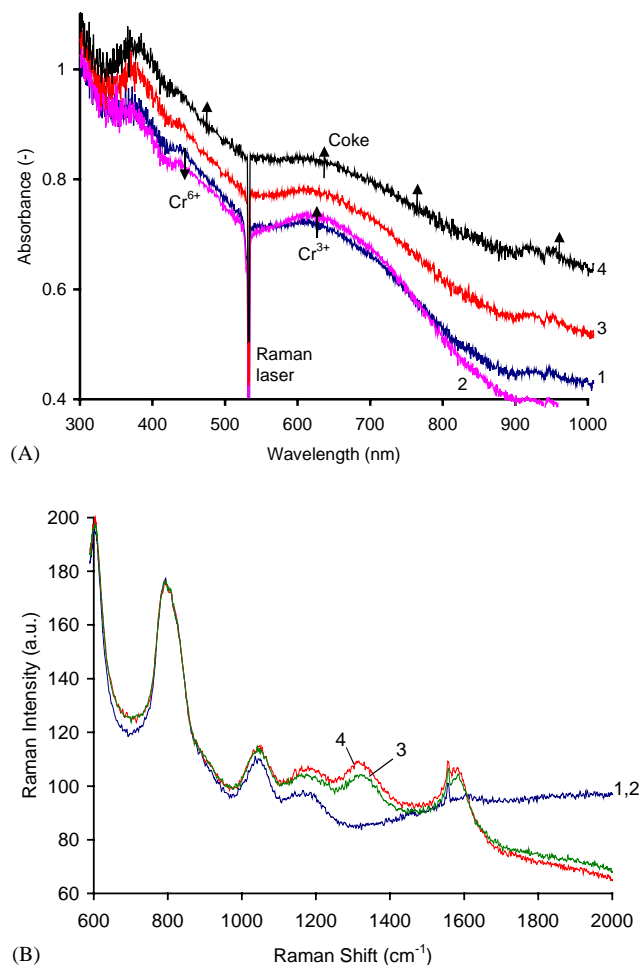 1
0.8
0.6
0.4
Absorbance (-)
Cr6+
Coke
Cr3+
Raman
laser
4
3
1
2
300 400 500 600 700 800 900 1000
(A)
Wavelength (nm)
200
180
160
140
120
100
80
60
Raman Intensity (a.u.)
4
3
1,2
600 800 1000 1200 1400 1600 1800 2000
(B)
Raman Shift (cm-1)